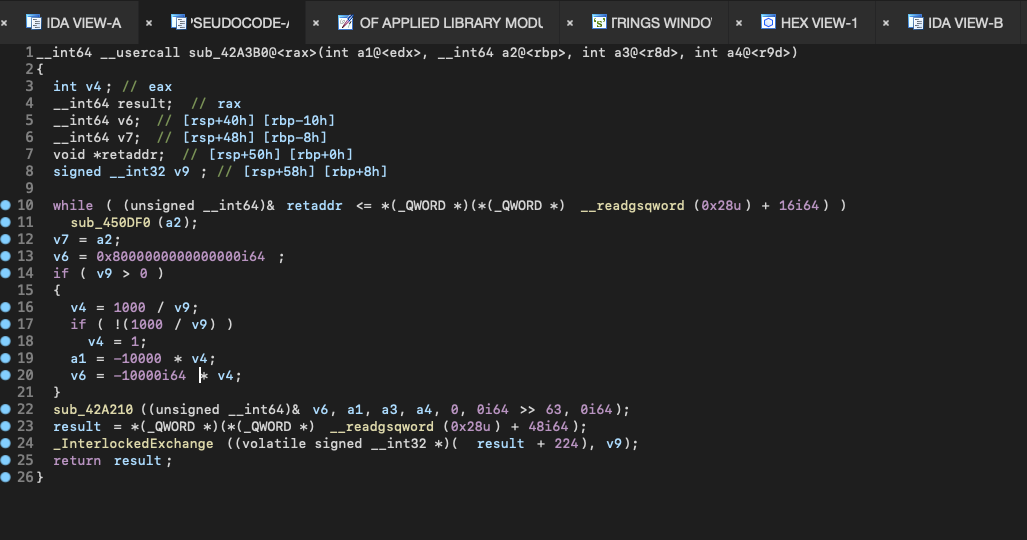 × IDA VIEW-A × 'SEUDOCODE-/ × OF APPLIED LIBRARY MODU × TRINGS WINDO' × HEX VIEW-1 × IDA VIEW-B
1 __int64 __usercall sub_42A3B0@<rax>(int a1@<edx>, __int64 a2@<rbp>, int a3@<r8d>, int a4@<r9d>)
2 {
3 int v4; // eax
4 __int64 result; // rax
5 __int64 v6; // [rsp+40h] [rbp-10h]
6 __int64 v7; // [rsp+48h] [rbp-8h]
7 void *retaddr; // [rsp+50h] [rbp+0h]
8 signed __int32 v9 ; // [rsp+58h] [rbp+8h]
9
10 while ( (unsigned __int64)& retaddr <= *(_QWORD *)(*(_QWORD *) __readgsqword (0x28u) + 16i64) )
11 sub_450DF0 (a2);
12 v7 = a2;
13 v6 = 0x8000000000000000i64 ;
14 if ( v9 > 0 )
15 {
16 v4 = 1000 / v9;
17 if ( !(1000 / v9) )
18 v4 = 1;
19 a1 = -10000 * v4;
20 v6 = -10000i64 * v4;
21 }
22 sub_42A210 ((unsigned __int64)& v6, a1, a3, a4, 0, 0i64 >> 63, 0i64);
23 result = *(_QWORD *)(*(_QWORD *) __readgsqword (0x28u) + 48i64);
24 _InterlockedExchange ((volatile signed __int32 *)( result + 224), v9);
25 return result;
26 }